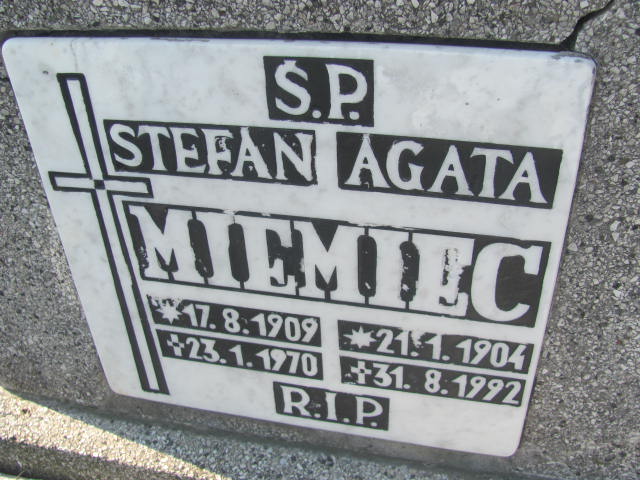 Ś.P.
STEFAN AGATA
MIEMIEC
*17.8.1909 *21.1.1904
†23.1.1970 †31.8.1992
R.I.P.